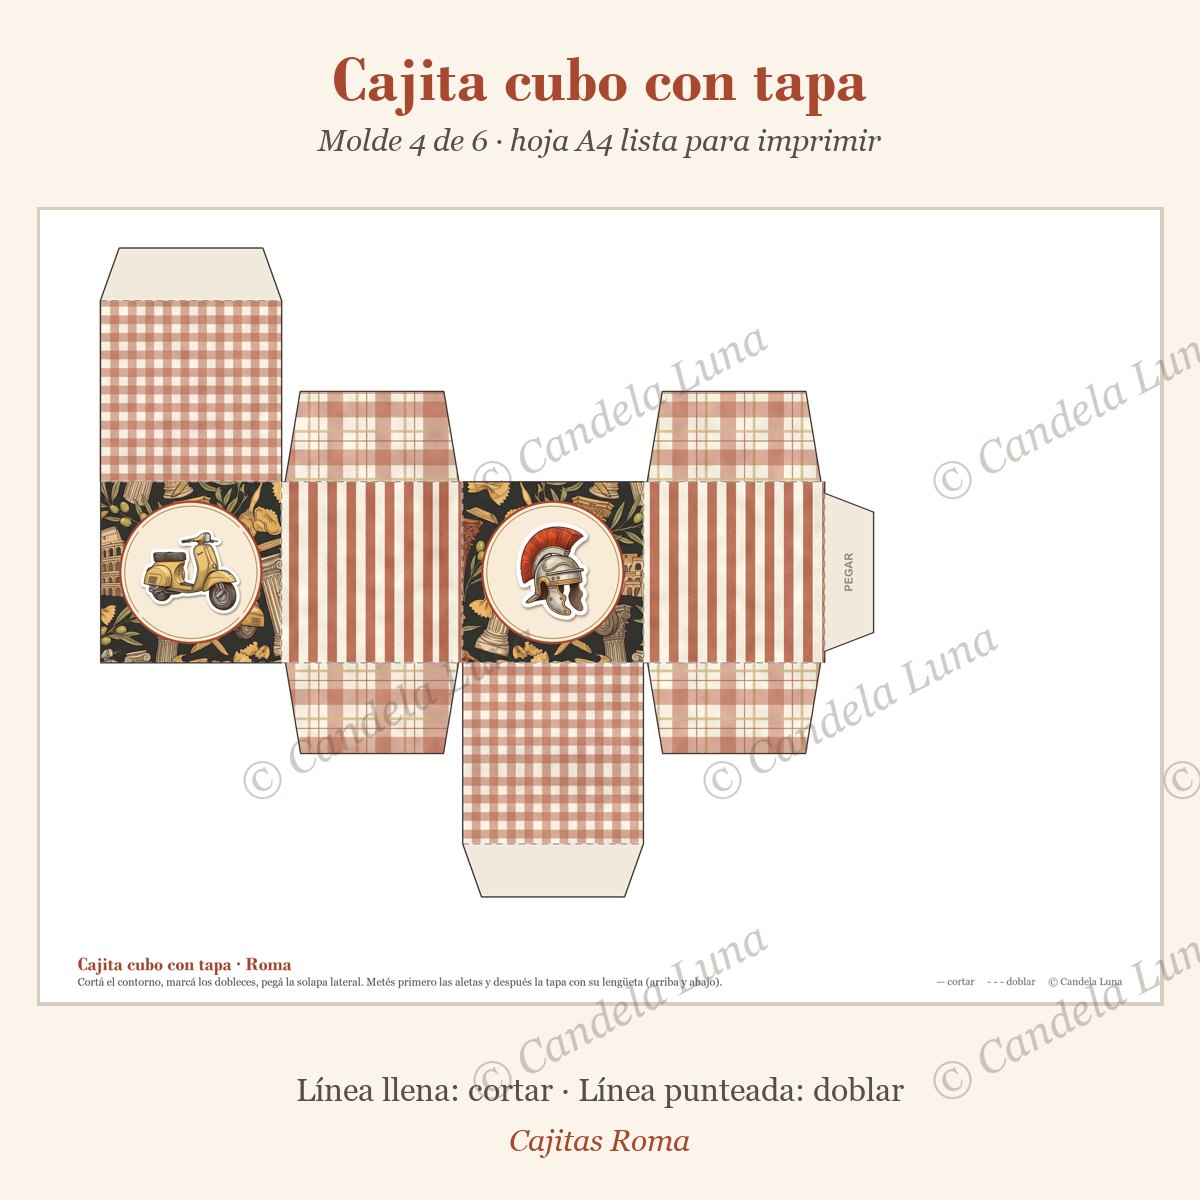 Cajita cubo con tapa
Molde 4 de 6 · hoja A4 lista para imprimir
© Candela Luna
© Candela Lun
PEGAR
© Candela Luna
© Candela Luna
©
Cajita cubo con tapa · Roma
Cortá el contorno, marcá los dobleces, pegá la solapa lateral. Metés primero las aletas y después la tapa con su lengüeta (arriba y abajo).
— cortar - - - doblar © Candela Luna
© Candela Luna
© Candela Lun
Línea llena: cortar · Línea punteada: doblar
Cajitas Roma